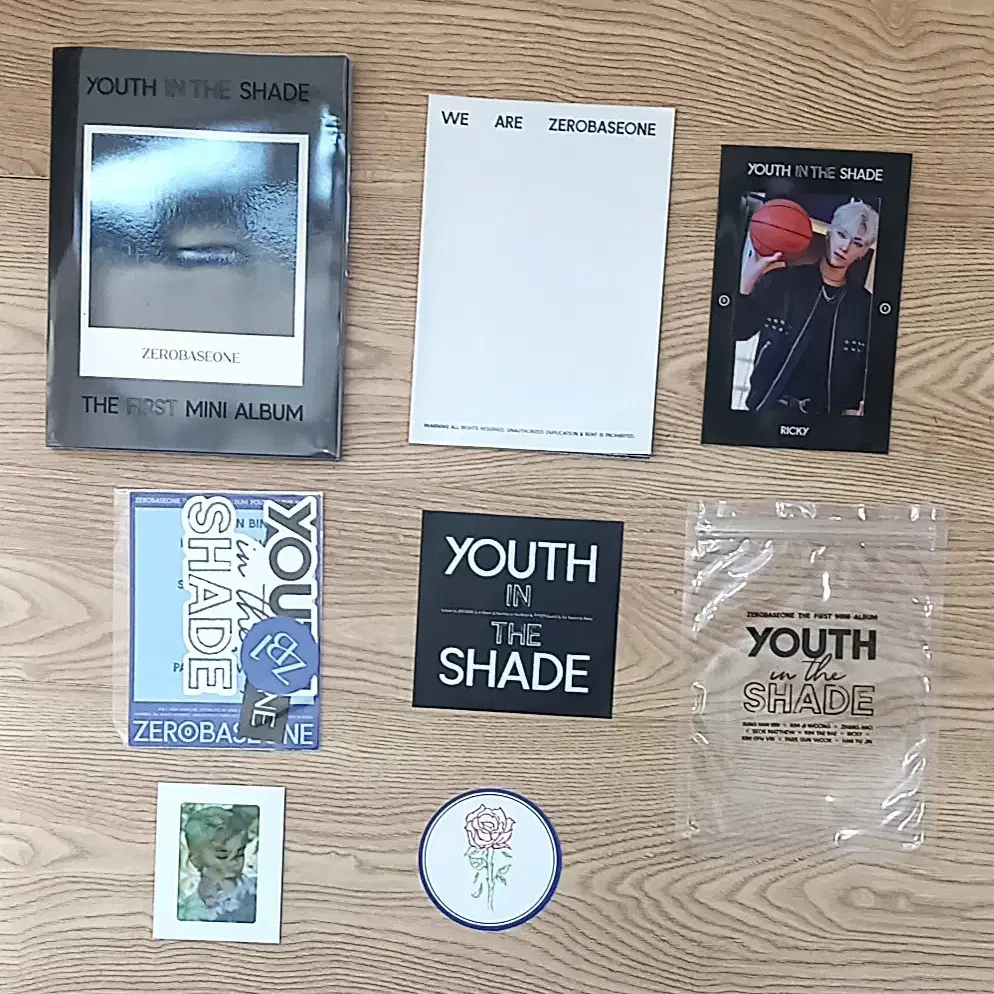 YOUTH IN THE SHADE
ZEROBASEONE
THE FIRST MINI ALBUM
WE ARE ZEROBASEONE
WARNING ALL RIGHTS RESERVED. UNAUTHORIZED DUPLICATION & RENT IS PROHIBITED.
YOUTH IN THE SHADE
RICKY
ZEROBASEONE
YOU
in the
SHADE
ZB1
NE
ZEROBASEONE
YOUTH
IN
THE
SHADE
ZEROBASEONE THE FIRST MINI ALBUM
YOUTH
in the
SHADE
SUNG HAN BIN × KIM JI WOONG × ZHANG HAO
× SEOK MATTHEW × KIM TAE RAE × RICKY ×
KIM GYU VIN × PARK GUN WOOK × HAN YU JIN